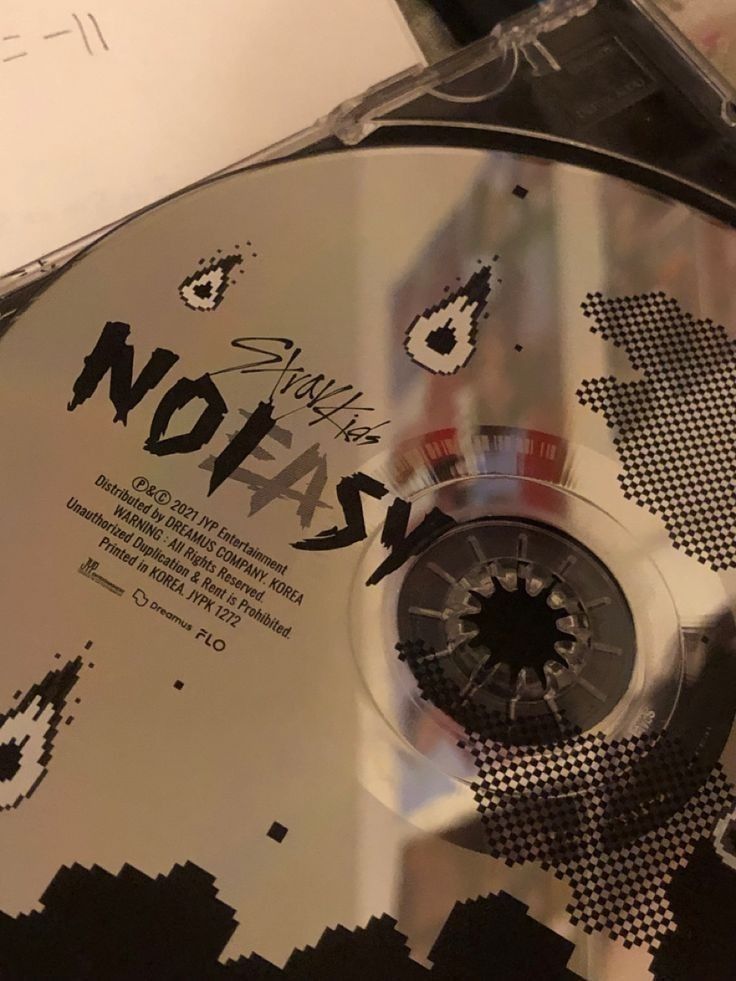 Stray Kids
NOIEASY
Ⓟ&Ⓒ 2021 JYP Entertainment
Distributed by DREAMUS COMPANY, KOREA
WARNING : All Rights Reserved.
Unauthorized Duplication & Rent is Prohibited.
Printed in KOREA. JYPK 1272
Dreamus FLO